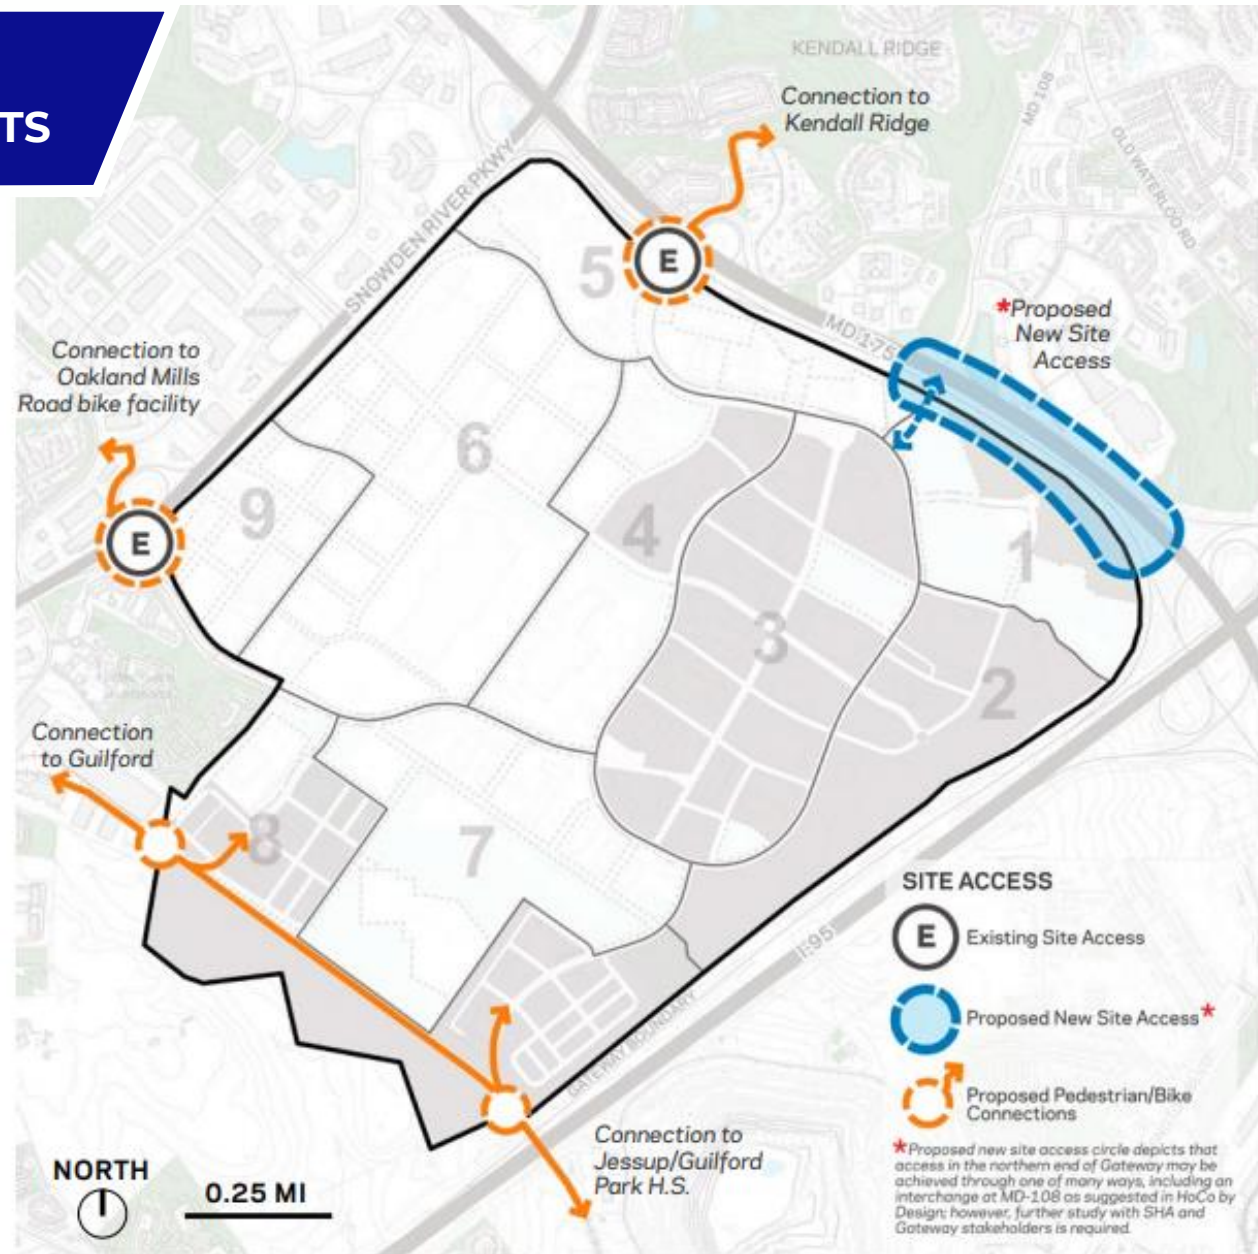 TS
KENDALL RIDGE
Connection to
Kendall Ridge
MD 108
OLD WATERLOO RD
SNOWDEN RIVER PKWY
5
E
MD 175
*Proposed
New Site
Access
Connection to
Oakland Mills
Road bike facility
6
9
4
1
E
3
2
Connection
to Guilford
8
7
I-95
GATEWAY BOUNDARY
SITE ACCESS
E Existing Site Access
Proposed New Site Access*
Proposed Pedestrian/Bike
Connections
*Proposed new site access circle depicts that
access in the northern end of Gateway may be
achieved through one of many ways, including an
interchange at MD-108 as suggested in HoCo by
Design; however, further study with SHA and
Gateway stakeholders is required.
Connection to
Jessup/Guilford
Park H.S.
NORTH
0.25 MI